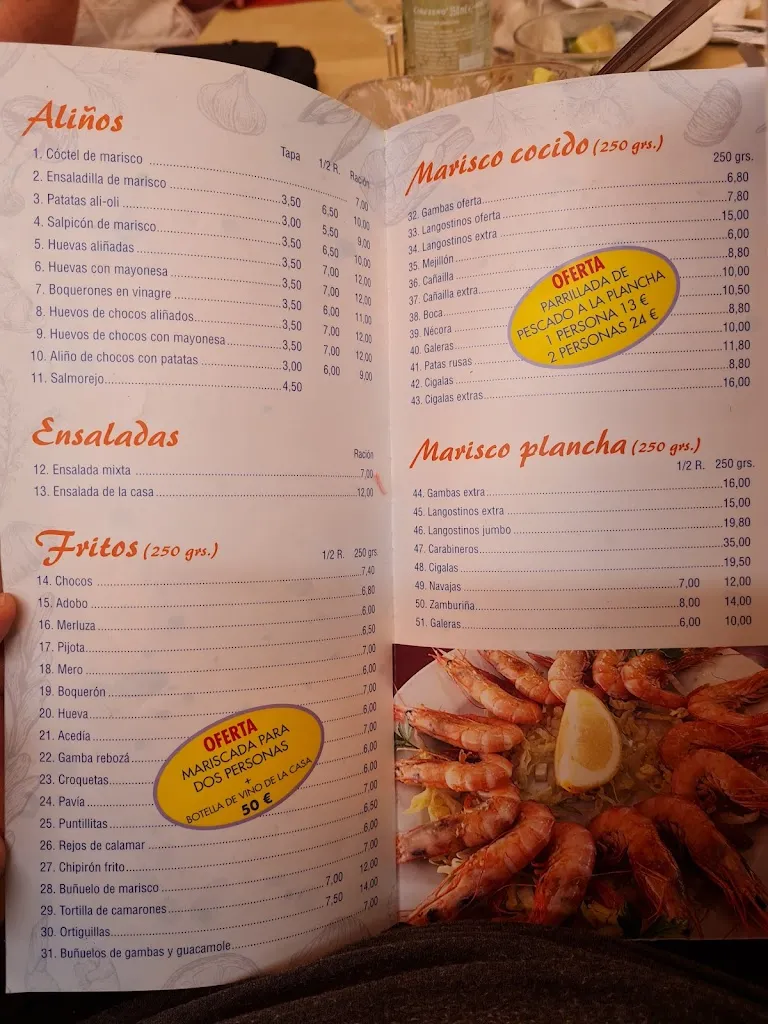 Aliños
Tapa 1/2 R. Ración
1. Cóctel de marisco 7,00
2. Ensaladilla de marisco 3,50 6,50 10,00
3. Patatas ali-oli 3,00 5,50 9,00
4. Salpicón de marisco 3,50 6,50 10,00
5. Huevas aliñadas 3,50 7,00 12,00
6. Huevas con mayonesa 3,50 7,00 12,00
7. Boquerones en vinagre 3,50 6,00 11,00
8. Huevos de chocos aliñados 3,50 7,00 12,00
9. Huevos de chocos con mayonesa 3,50 7,00 12,00
10. Aliño de chocos con patatas 3,00 6,00 9,00
11. Salmorejo 4,50
Ensaladas
Ración
12. Ensalada mixta 7,00
13. Ensalada de la casa 12,00
Fritos (250 grs.)
1/2 R. 250 grs
14. Chocos 7,40
15. Adobo 6,80
16. Merluza 6,00
17. Pijota 6,50
18. Mero 7,00
19. Boquerón 6,00
20. Hueva 7,00
21. Acedía 6,00
22. Gamba rebozá 7,00
23. Croquetas 6,00
24. Pavía 6,00
25. Puntillitas 7,00
26. Rejos de calamar 6,50
27. Chipirón frito 6,00
28. Buñuelo de marisco 7,00
29. Tortilla de camarones 7,00 12,00
30. Ortiguillas 7,50 14,00
31. Buñuelos de gambas y guacamole 7,00
OFERTA
MARISCADA PARA
DOS PERSONAS
+
BOTELLA DE VINO DE LA CASA
50 €
Marisco cocido (250 grs.)
250 grs.
32. Gambas oferta 6,80
33. Langostinos oferta 7,80
34. Langostinos extra 15,00
35. Mejillón 6,00
36. Cañailla 8,80
37. Cañailla extra 10,00
38. Boca 10,50
39. Nécora 8,80
40. Galeras 10,00
41. Patas rusas 11,80
42. Cigalas 8,80
43. Cigalas extras 16,00
OFERTA
PARRILLADA DE
PESCADO A LA PLANCHA
1 PERSONA 13 €
2 PERSONAS 24 €
Marisco plancha (250 grs.)
1/2 R. 250 grs.
44. Gambas extra 16,00
45. Langostinos extra 15,00
46. Langostinos jumbo 19,80
47. Carabineros 35,00
48. Cigalas 19,50
49. Navajas 7,00 12,00
50. Zamburiña 8,00 14,00
51. Galeras 6,00 10,00